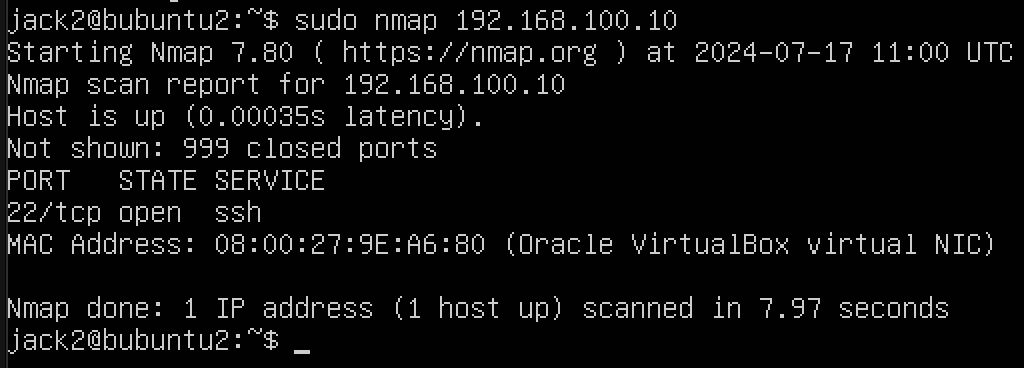 jack2@bubuntu2:~$ sudo nmap 192.168.100.10
Starting Nmap 7.80 ( https://nmap.org ) at 2024-07-17 11:00 UTC
Nmap scan report for 192.168.100.10
Host is up (0.00035s latency).
Not shown: 999 closed ports
PORT   STATE SERVICE
22/tcp open  ssh
MAC Address: 08:00:27:9E:A6:80 (Oracle VirtualBox virtual NIC)

Nmap done: 1 IP address (1 host up) scanned in 7.97 seconds
jack2@bubuntu2:~$ _